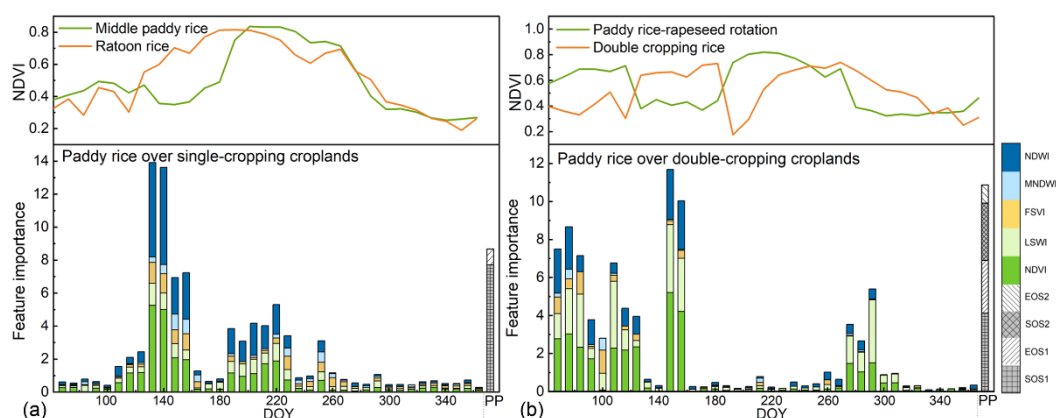 Middle paddy rice
Ratoon rice
NDVI
0.8
0.6
0.4
0.2
Paddy rice over single-cropping croplands
Feature importance
14
12
10
8
6
4
2
0
100
140
180
220
260
300
340
PP
DOY
(a)
Paddy rice-rapeseed rotation
Double cropping rice
NDVI
1.0
0.8
0.6
0.4
0.2
Paddy rice over double-cropping croplands
Feature importance
12
10
8
6
4
2
0
100
140
180
220
260
300
340
PP
DOY
(b)
NDWI
MNDWI
FSVI
LSWI
NDVI
EOS2
SOS2
EOS1
SOS1